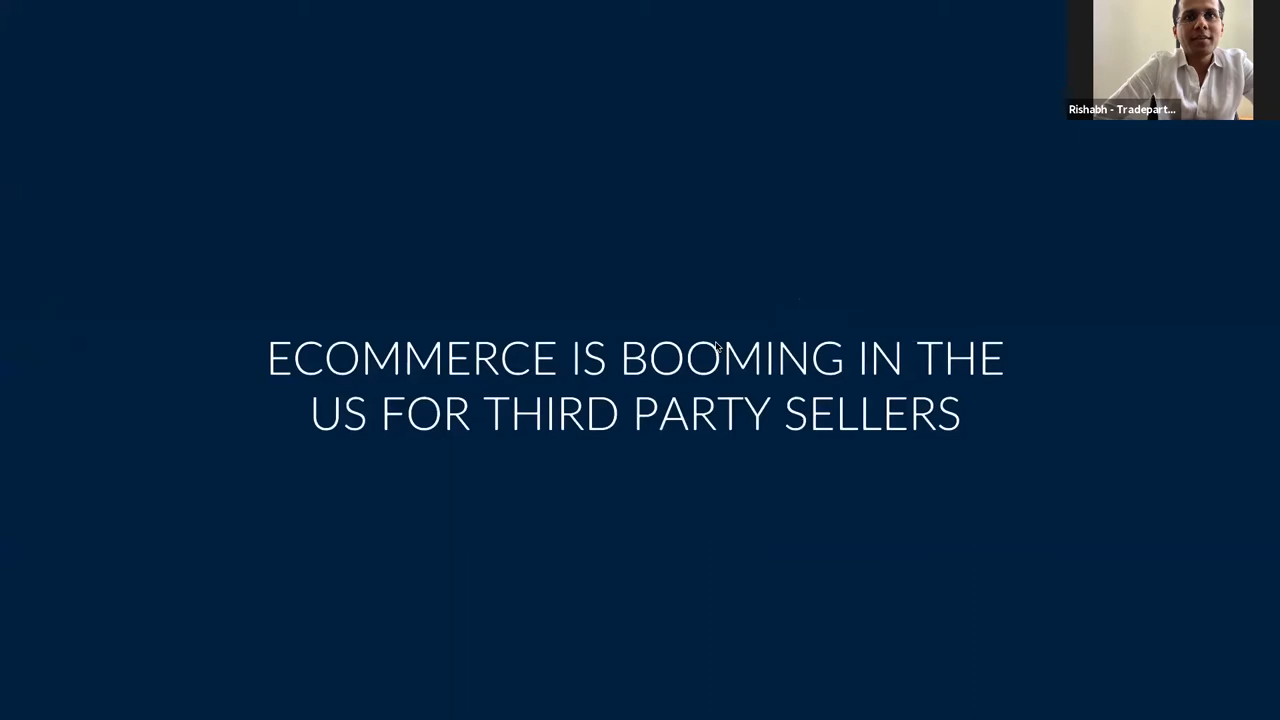 Rishabh - Tradepart...
ECOMMERCE IS BOOMING IN THE
US FOR THIRD PARTY SELLERS